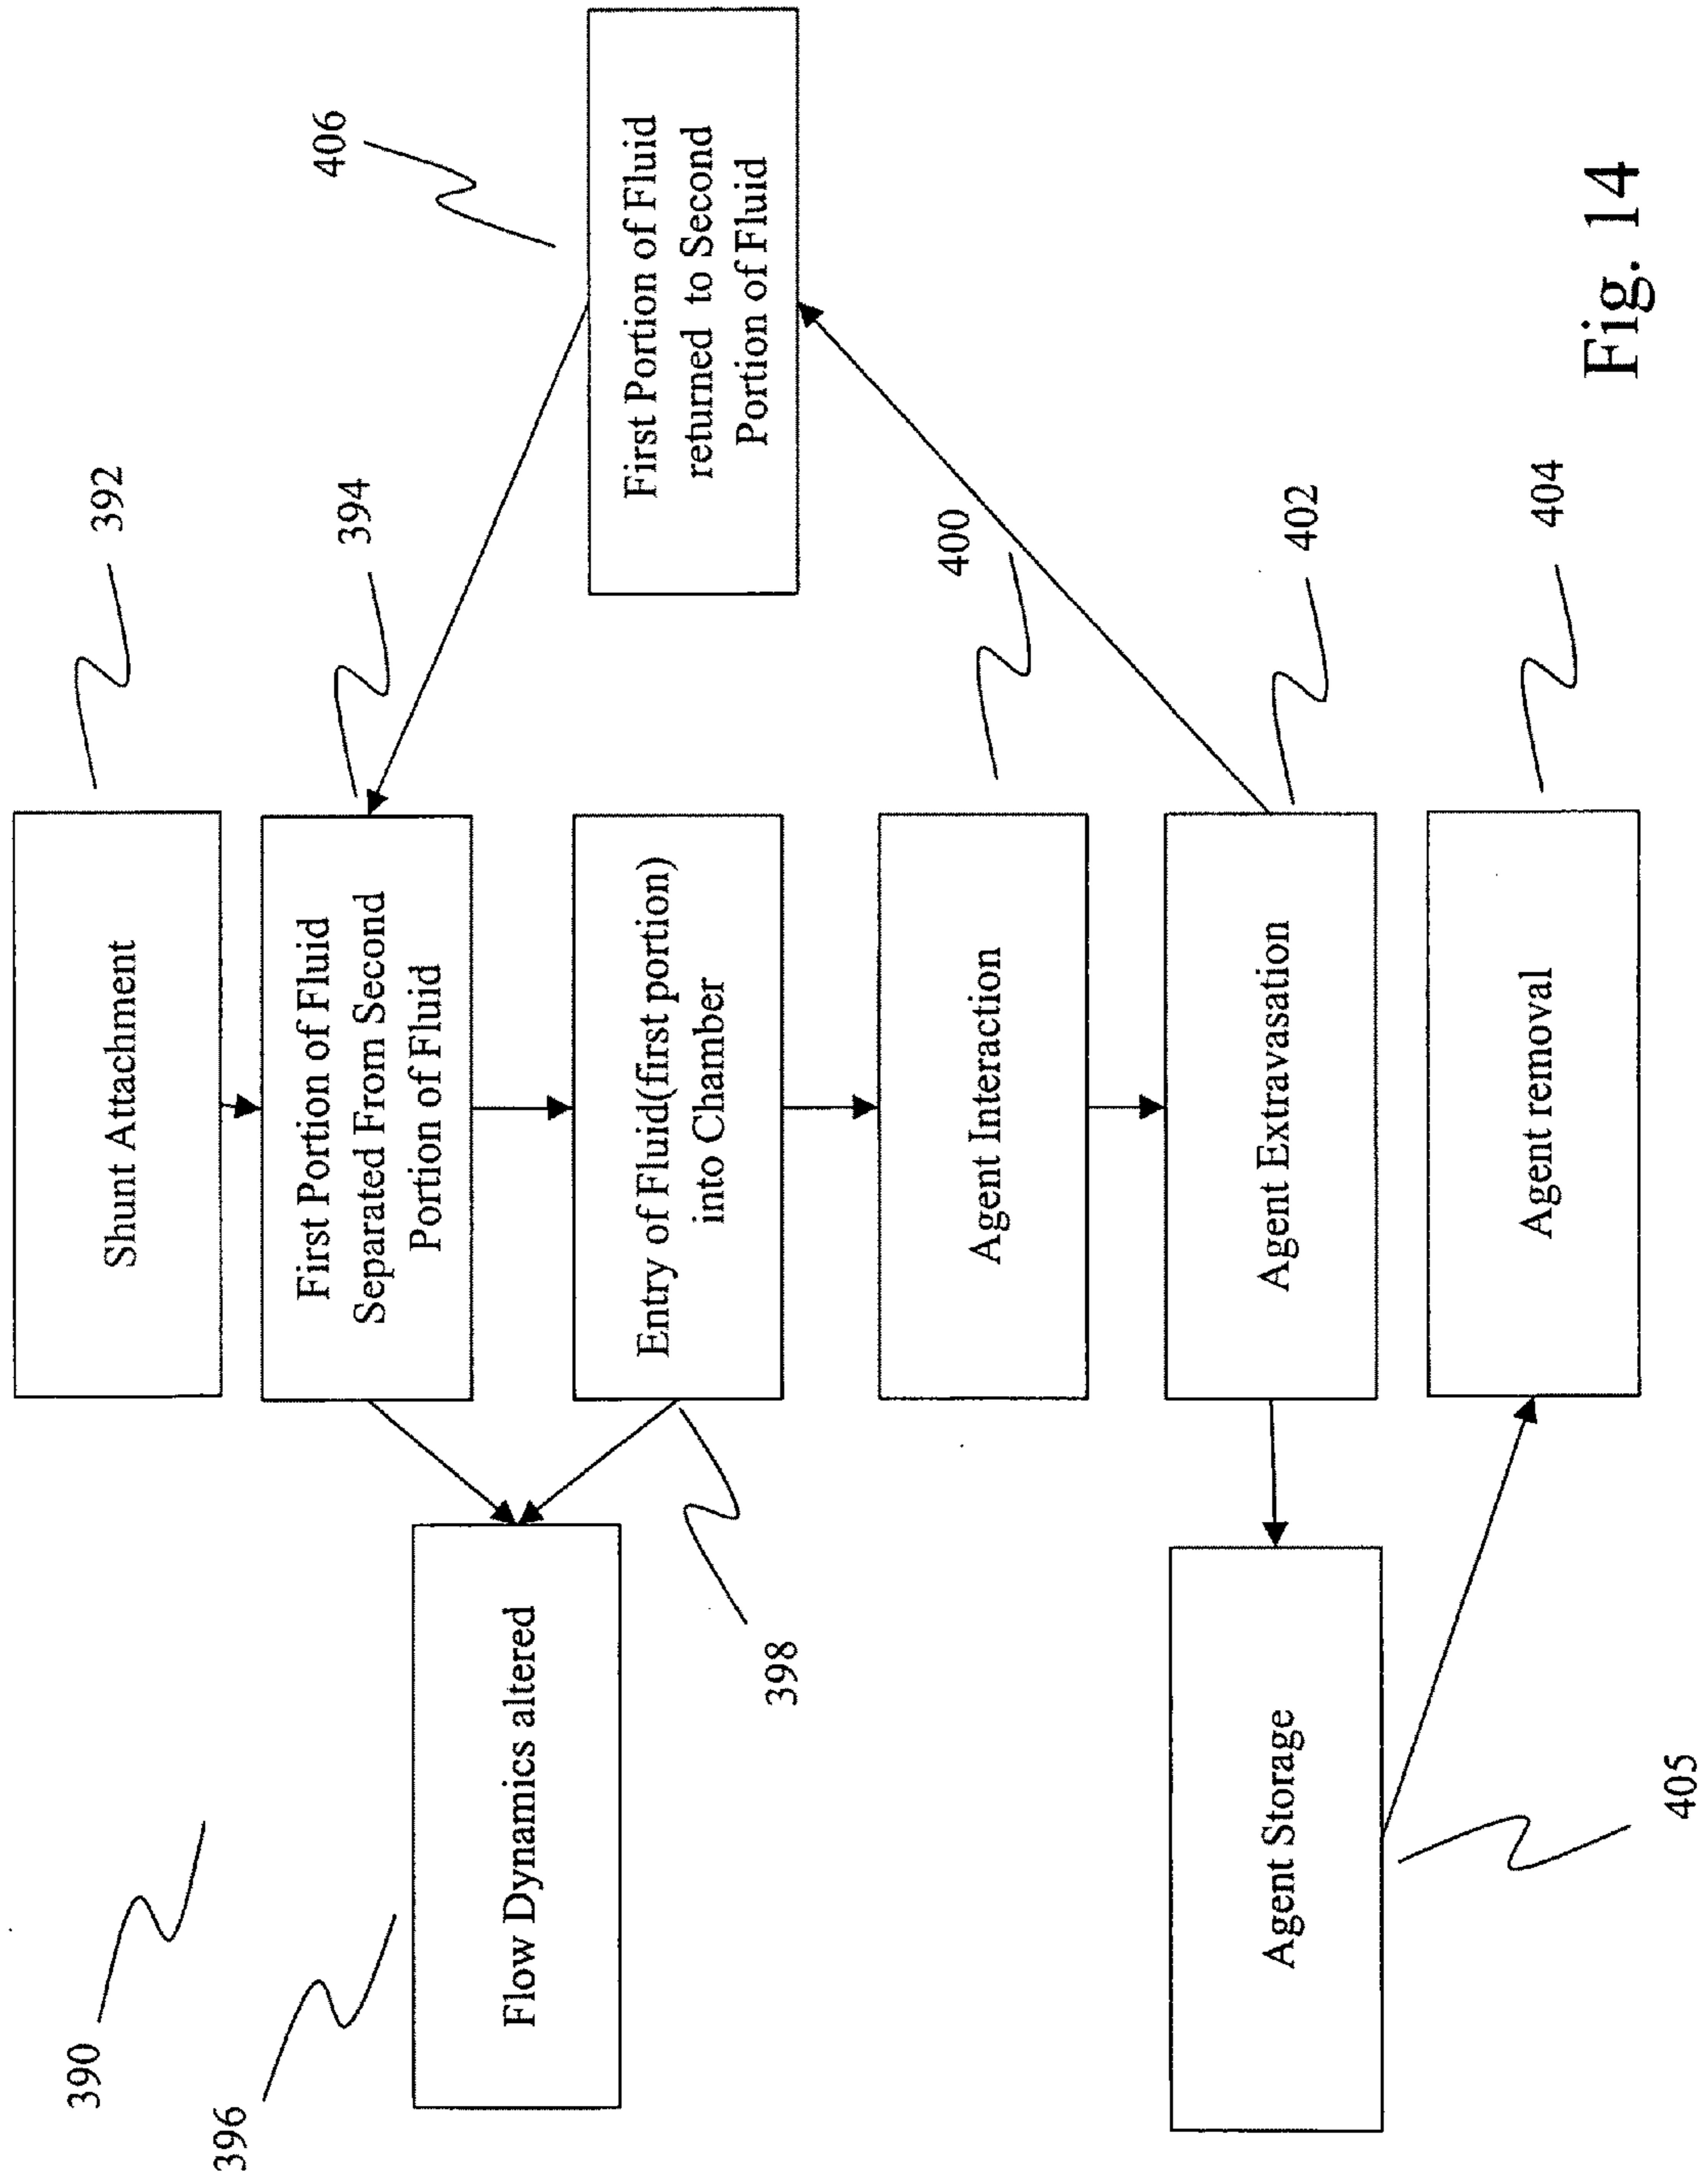 390
392
Shunt Attachment
394
First Portion of Fluid
Separated From Second
Portion of Fluid
396
Flow Dynamics altered
398
Entry of Fluid(first portion)
into Chamber
406
First Portion of Fluid
returned to Second
Portion of Fluid
400
Agent Interaction
402
Agent Extravasation
Agent Storage
405
404
Agent removal
Fig. 14